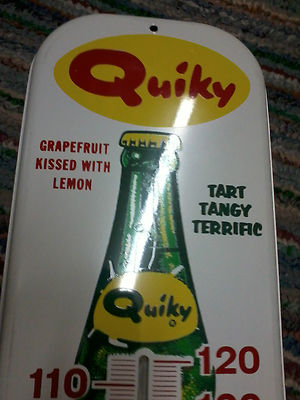 Quiky
GRAPEFRUIT
KISSED WITH
LEMON
TART
TANGY
TERRIFIC
Quiky
120
110